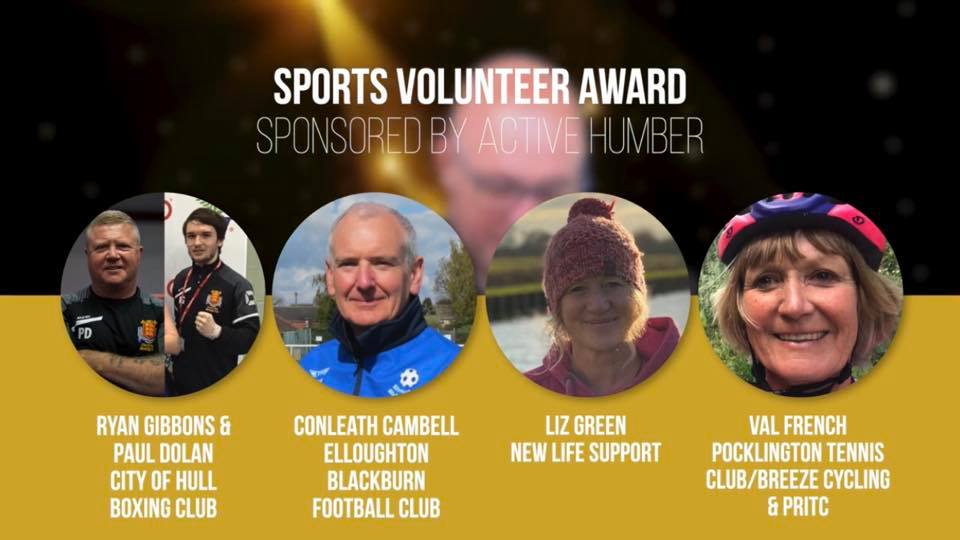 SPORTS VOLUNTEER AWARD
SPONSORED BY ACTIVE HUMBER
PD
RYAN GIBBONS &
PAUL DOLAN
CITY OF HULL
BOXING CLUB
CONLEATH CAMBELL
ELLOUGHTON
BLACKBURN
FOOTBALL CLUB
LIZ GREEN
NEW LIFE SUPPORT
VAL FRENCH
POCKLINGTON TENNIS
CLUB/BREEZE CYCLING
& PRITC